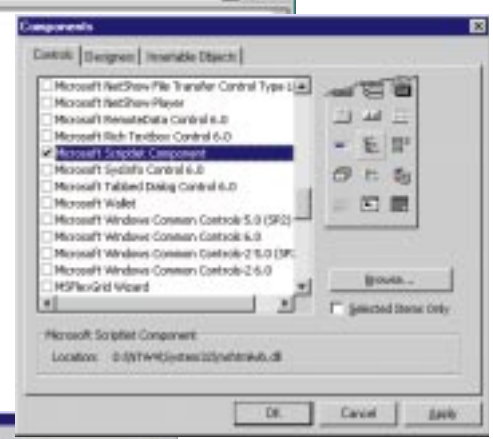 Components
Controls Designers Insertable Objects
Microsoft NetShow File Transfer Control Type L
Microsoft NetShow Player
Microsoft RemoteData Control 6.0
Microsoft Rich Textbox Control 6.0
Microsoft Scriptlet Component
Microsoft SysInfo Control 6.0
Microsoft Tabbed Dialog Control 6.0
Microsoft Wallet
Microsoft Windows Common Controls 5.0 (SP2)
Microsoft Windows Common Controls 6.0
Microsoft Windows Common Controls-2 5.0 (SP
Microsoft Windows Common Controls-2 6.0
MSFlexGrid Wizard
Browse...
Selected Items Only
Microsoft Scriptlet Component
Location:
OK
Cancel
Apply